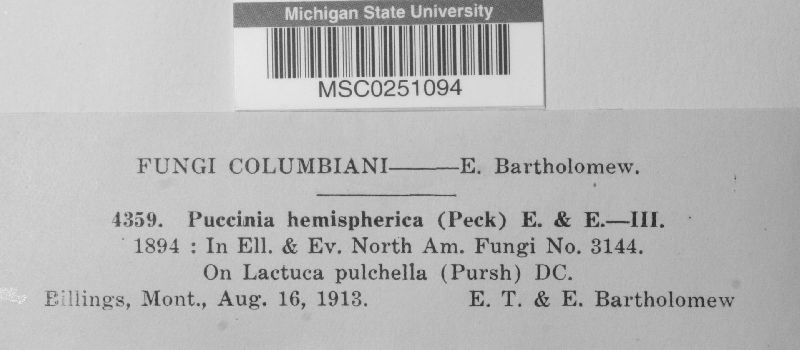 Michigan State University
MSC0251094
FUNGI COLUMBIANI———E. Bartholomew.
4359. Puccinia hemispherica (Peck) E. & E.—III.
1894 : In Ell. & Ev. North Am. Fungi No. 3144.
On Lactuca pulchella (Pursh) DC.
Billings, Mont., Aug. 16, 1913. E. T. & E. Bartholomew